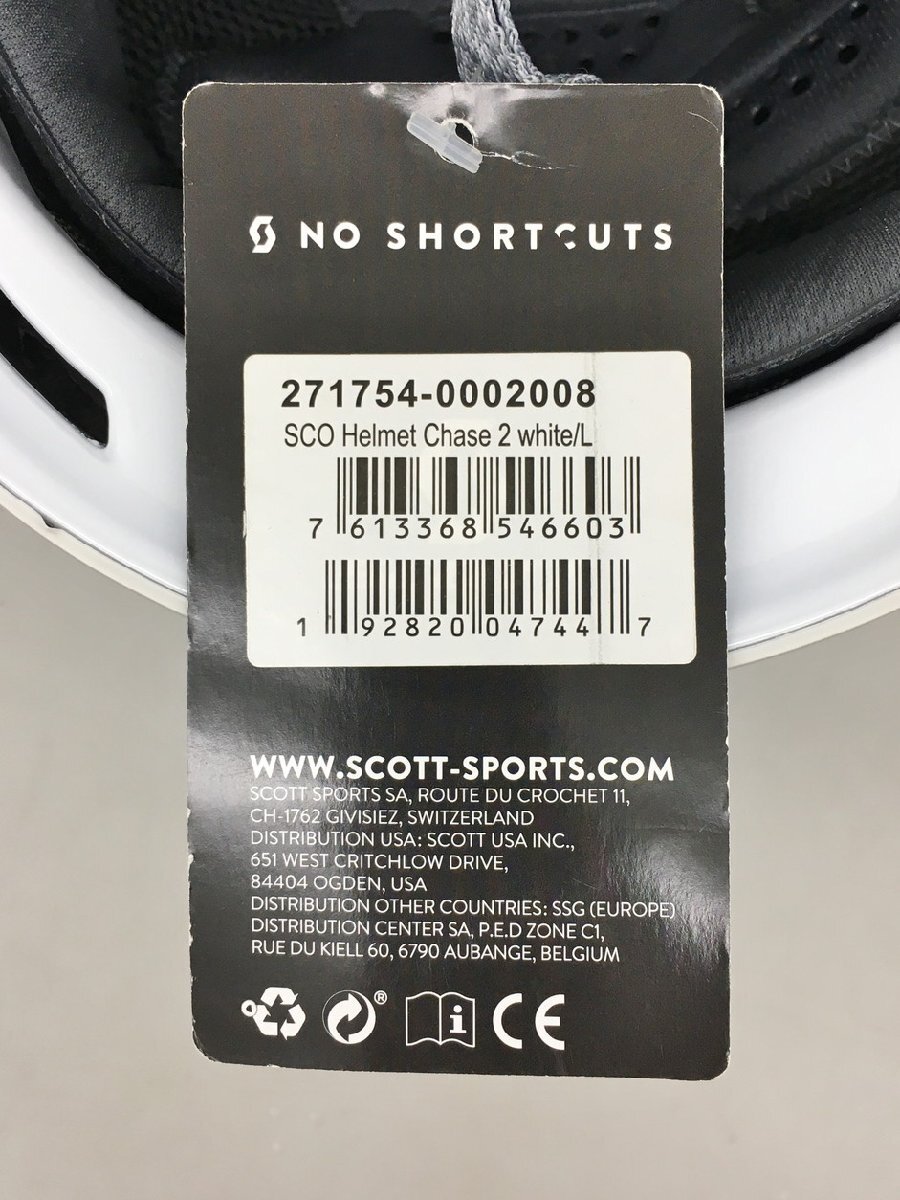 NO SHORTCUTS
271754-0002008
SCO Helmet Chase 2 white/L
7 613368 546603
1 92820 04744 7
WWW.SCOTT-SPORTS.COM
SCOTT SPORTS SA, ROUTE DU CROCHET 11,
CH-1762 GIVISIEZ, SWITZERLAND
DISTRIBUTION USA: SCOTT USA INC.,
651 WEST CRITCHLOW DRIVE,
84404 OGDEN, USA
DISTRIBUTION OTHER COUNTRIES: SSG (EUROPE)
DISTRIBUTION CENTER SA, P.E.D ZONE C1,
RUE DU KIELL 60, 6790 AUBANGE, BELGIUM
® i CE